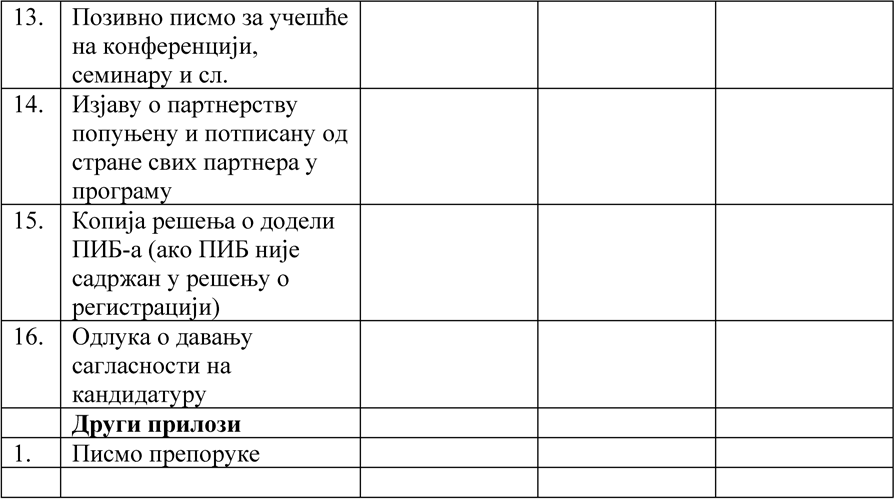 13. Позивно писмо за учешће
на конференцији,
семинару и сл.
14. Изјаву о партнерству
попуњену и потписану од
стране свих партнера у
програму
15. Копија решења о додели
ПИБ-а (ако ПИБ није
садржан у решењу о
регистрацији)
16. Одлука о давању
сагласности на
кандидатуру
Други прилози
1. Писмо препоруке